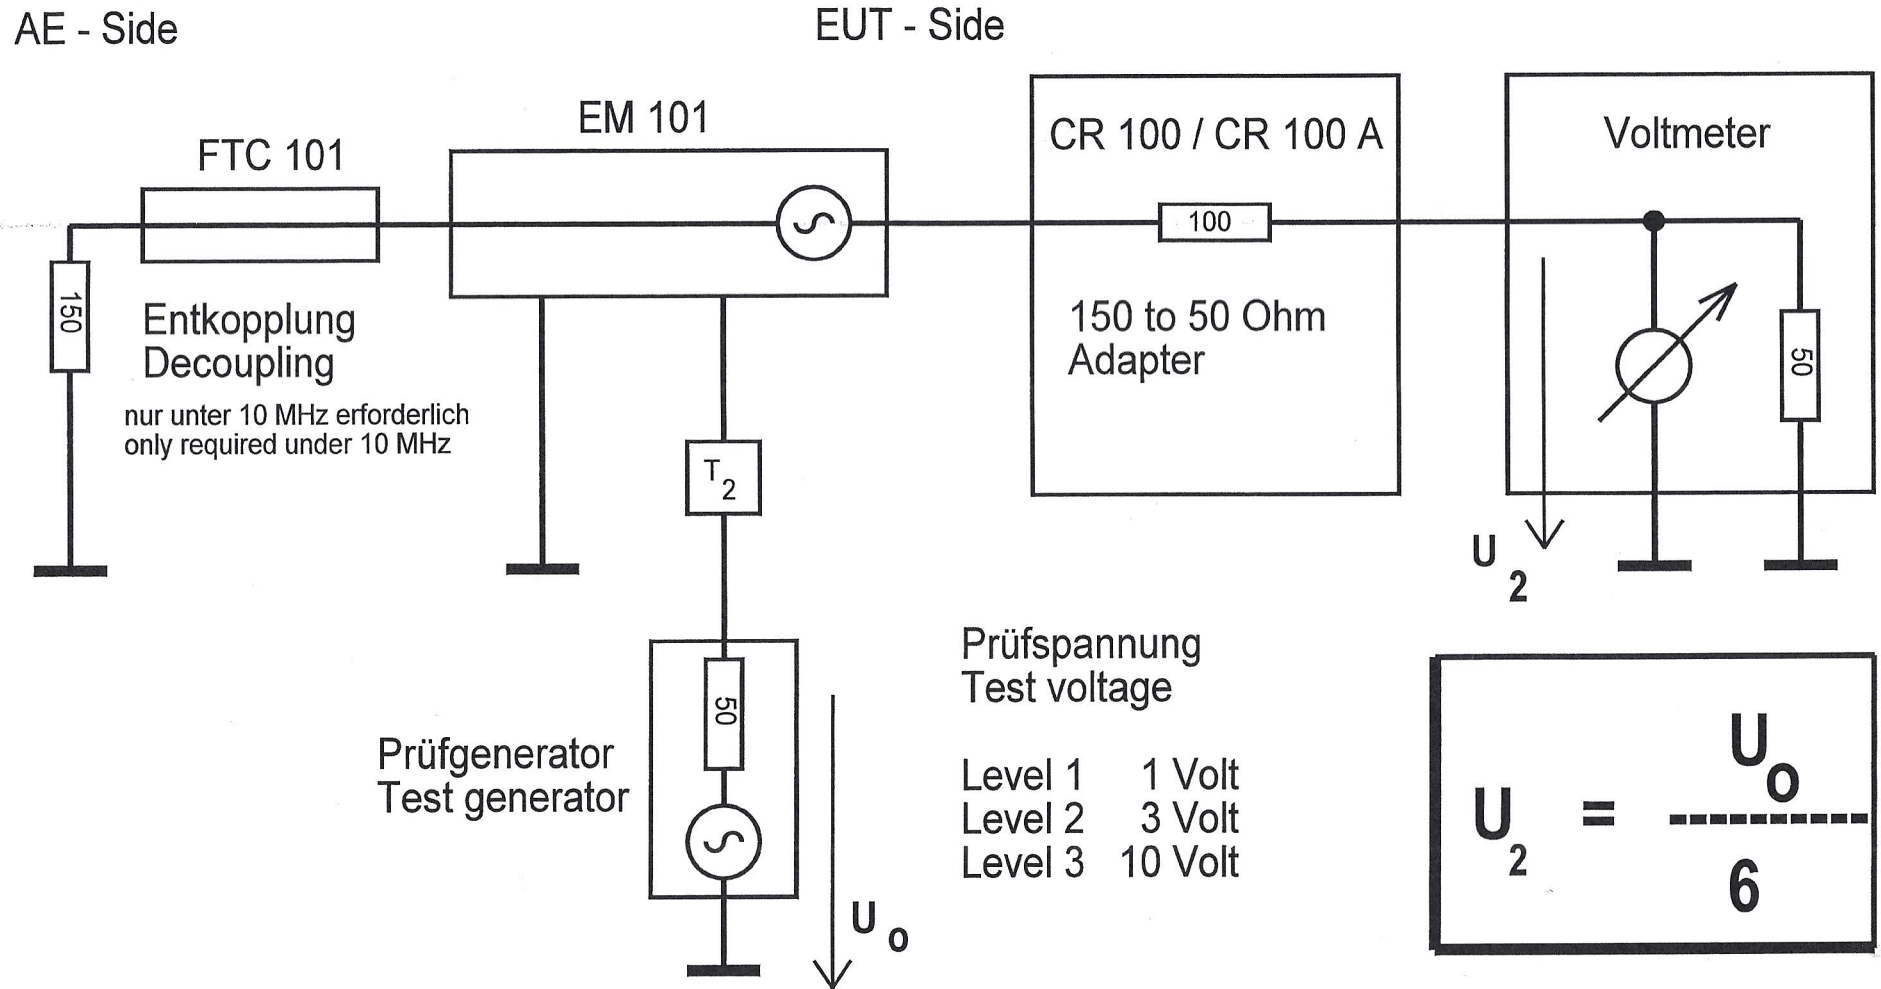 AE - Side
EUT - Side
FTC 101
EM 101
CR 100 / CR 100 A
Voltmeter
150
100
50
Entkopplung
Decoupling
nur unter 10 MHz erforderlich
only required under 10 MHz
150 to 50 Ohm
Adapter
T2
U2
50
Prüfgenerator
Test generator
U0
Prüfspannung
Test voltage
Level 1 1 Volt
Level 2 3 Volt
Level 3 10 Volt
U2 = U0
----------
6